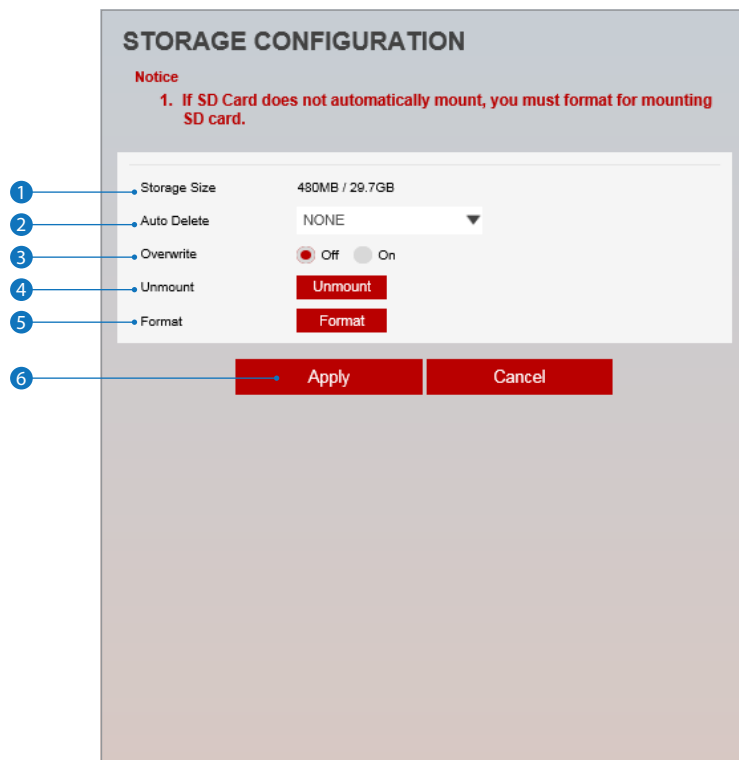 STORAGE CONFIGURATION
Notice
1. If SD Card does not automatically mount, you must format for mounting
SD card.
1 Storage Size 480MB / 29.7GB
2 Auto Delete NONE
3 Overwrite Off On
4 Unmount Unmount
5 Format Format
6 Apply Cancel